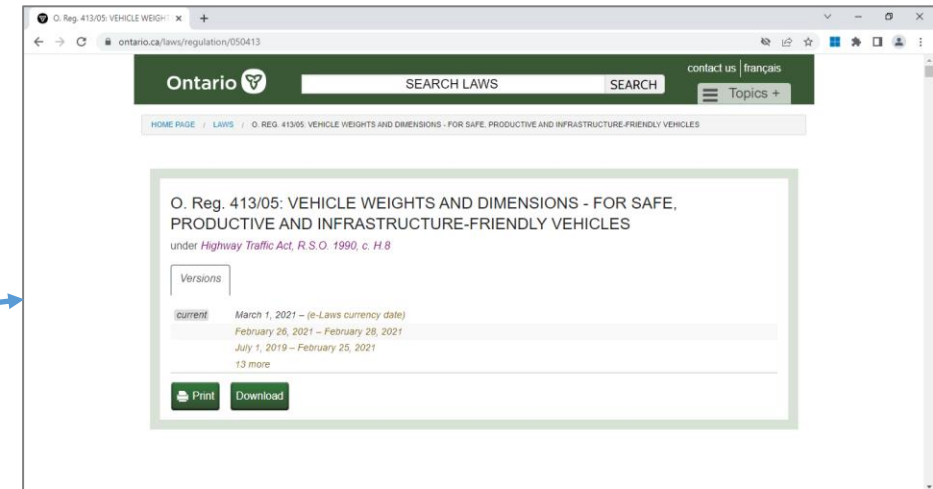 O. Reg. 413/05: VEHICLE WEIGHT
ontario.ca/laws/regulation/050413
contact us | français
Ontario
SEARCH LAWS
SEARCH
Topics +
HOME PAGE / LAWS / O. REG. 413/05: VEHICLE WEIGHTS AND DIMENSIONS - FOR SAFE, PRODUCTIVE AND INFRASTRUCTURE-FRIENDLY VEHICLES
O. Reg. 413/05: VEHICLE WEIGHTS AND DIMENSIONS - FOR SAFE,
PRODUCTIVE AND INFRASTRUCTURE-FRIENDLY VEHICLES
under Highway Traffic Act, R.S.O. 1990, c. H.8
Versions
current March 1, 2021 – (e-Laws currency date)
February 26, 2021 – February 28, 2021
July 1, 2019 – February 25, 2021
13 more
Print Download